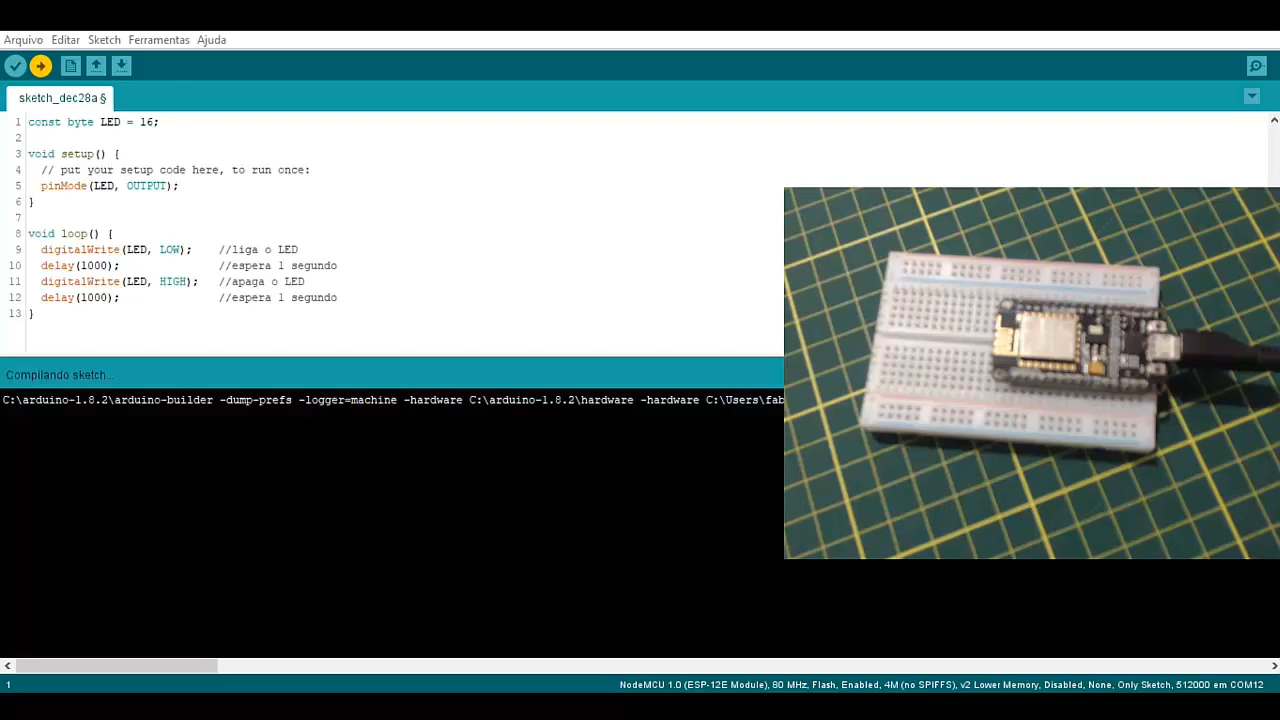 Arquivo Editar Sketch Ferramentas Ajuda
sketch_dec28a §
1 const byte LED = 16;
2
3 void setup() {
4 // put your setup code here, to run once:
5 pinMode(LED, OUTPUT);
6 }
7
8 void loop() {
9 digitalWrite(LED, LOW); //liga o LED
10 delay(1000); //espera 1 segundo
11 digitalWrite(LED, HIGH); //apaga o LED
12 delay(1000); //espera 1 segundo
13 }
Compilando sketch...
C:\arduino-1.8.2\arduino-builder -dump-prefs -logger=machine -hardware C:\arduino-1.8.2\hardware -hardware C:\Users\fab
1 NodeMCU 1.0 (ESP-12E Module), 80 MHz, Flash, Enabled, 4M (no SPIFFS), v2 Lower Memory, Disabled, None, Only Sketch, 512000 em COM12